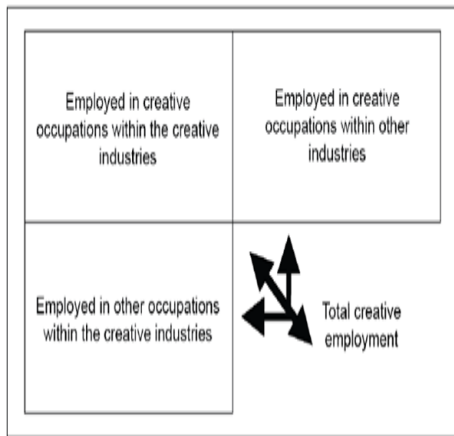 Employed in creative
occupations within the creative
industries
Employed in creative
occupations within other
industries
Employed in other occupations
within the creative industries
Total creative
employment